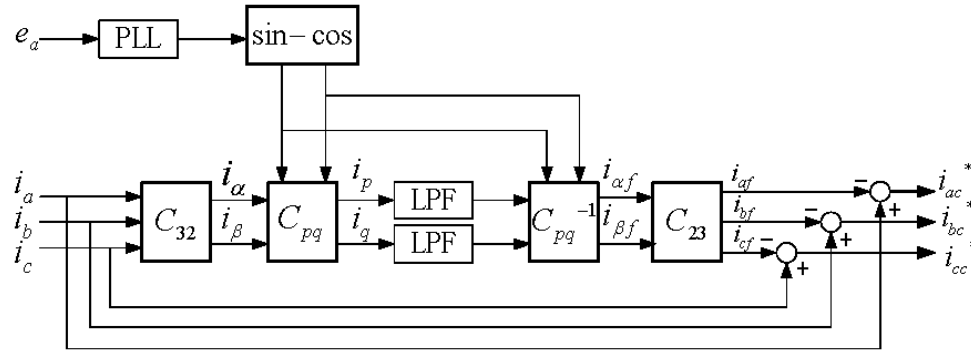 e_a PLL sin-cos
i_a i_b i_c
C_32
i_α i_β
C_pq
i_p i_q
LPF
LPF
C_pq^-1
i_αf i_βf
C_23
i_af i_bf i_cf
- + - + - +
i_ac^*
i_bc^*
i_cc^*